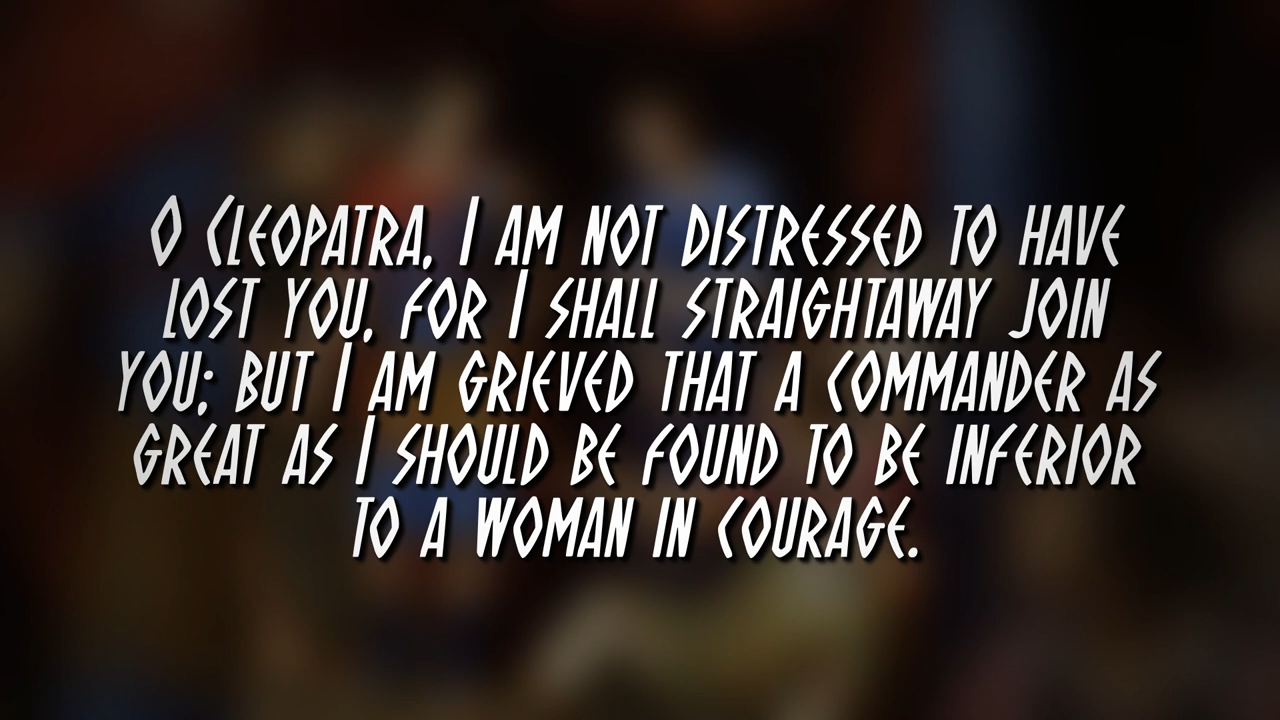 O Cleopatra, I am not distressed to have
lost you, for I shall straightaway join
you; but I am grieved that a commander as
great as I should be found to be inferior
to a woman in courage.